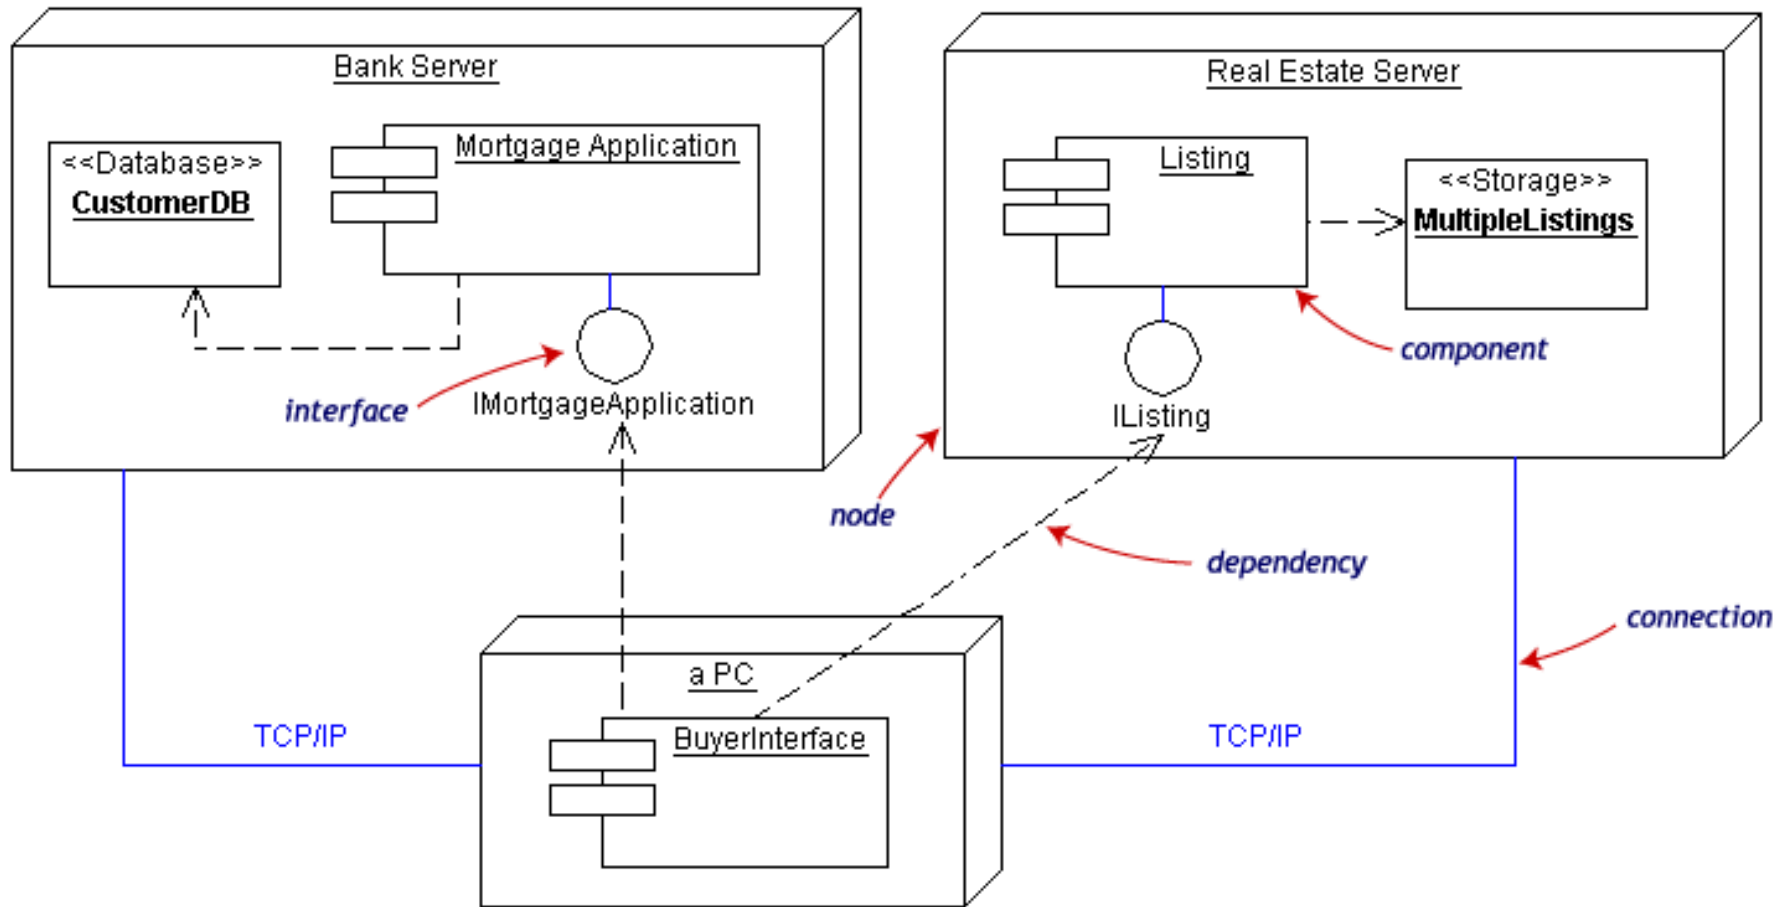 Bank Server
<<Database>>
CustomerDB
Mortgage Application
interface
IMortgageApplication
Real Estate Server
Listing
<<Storage>>
MultipleListings
component
IListing
node
dependency
connection
a PC
BuyerInterface
TCP/IP
TCP/IP